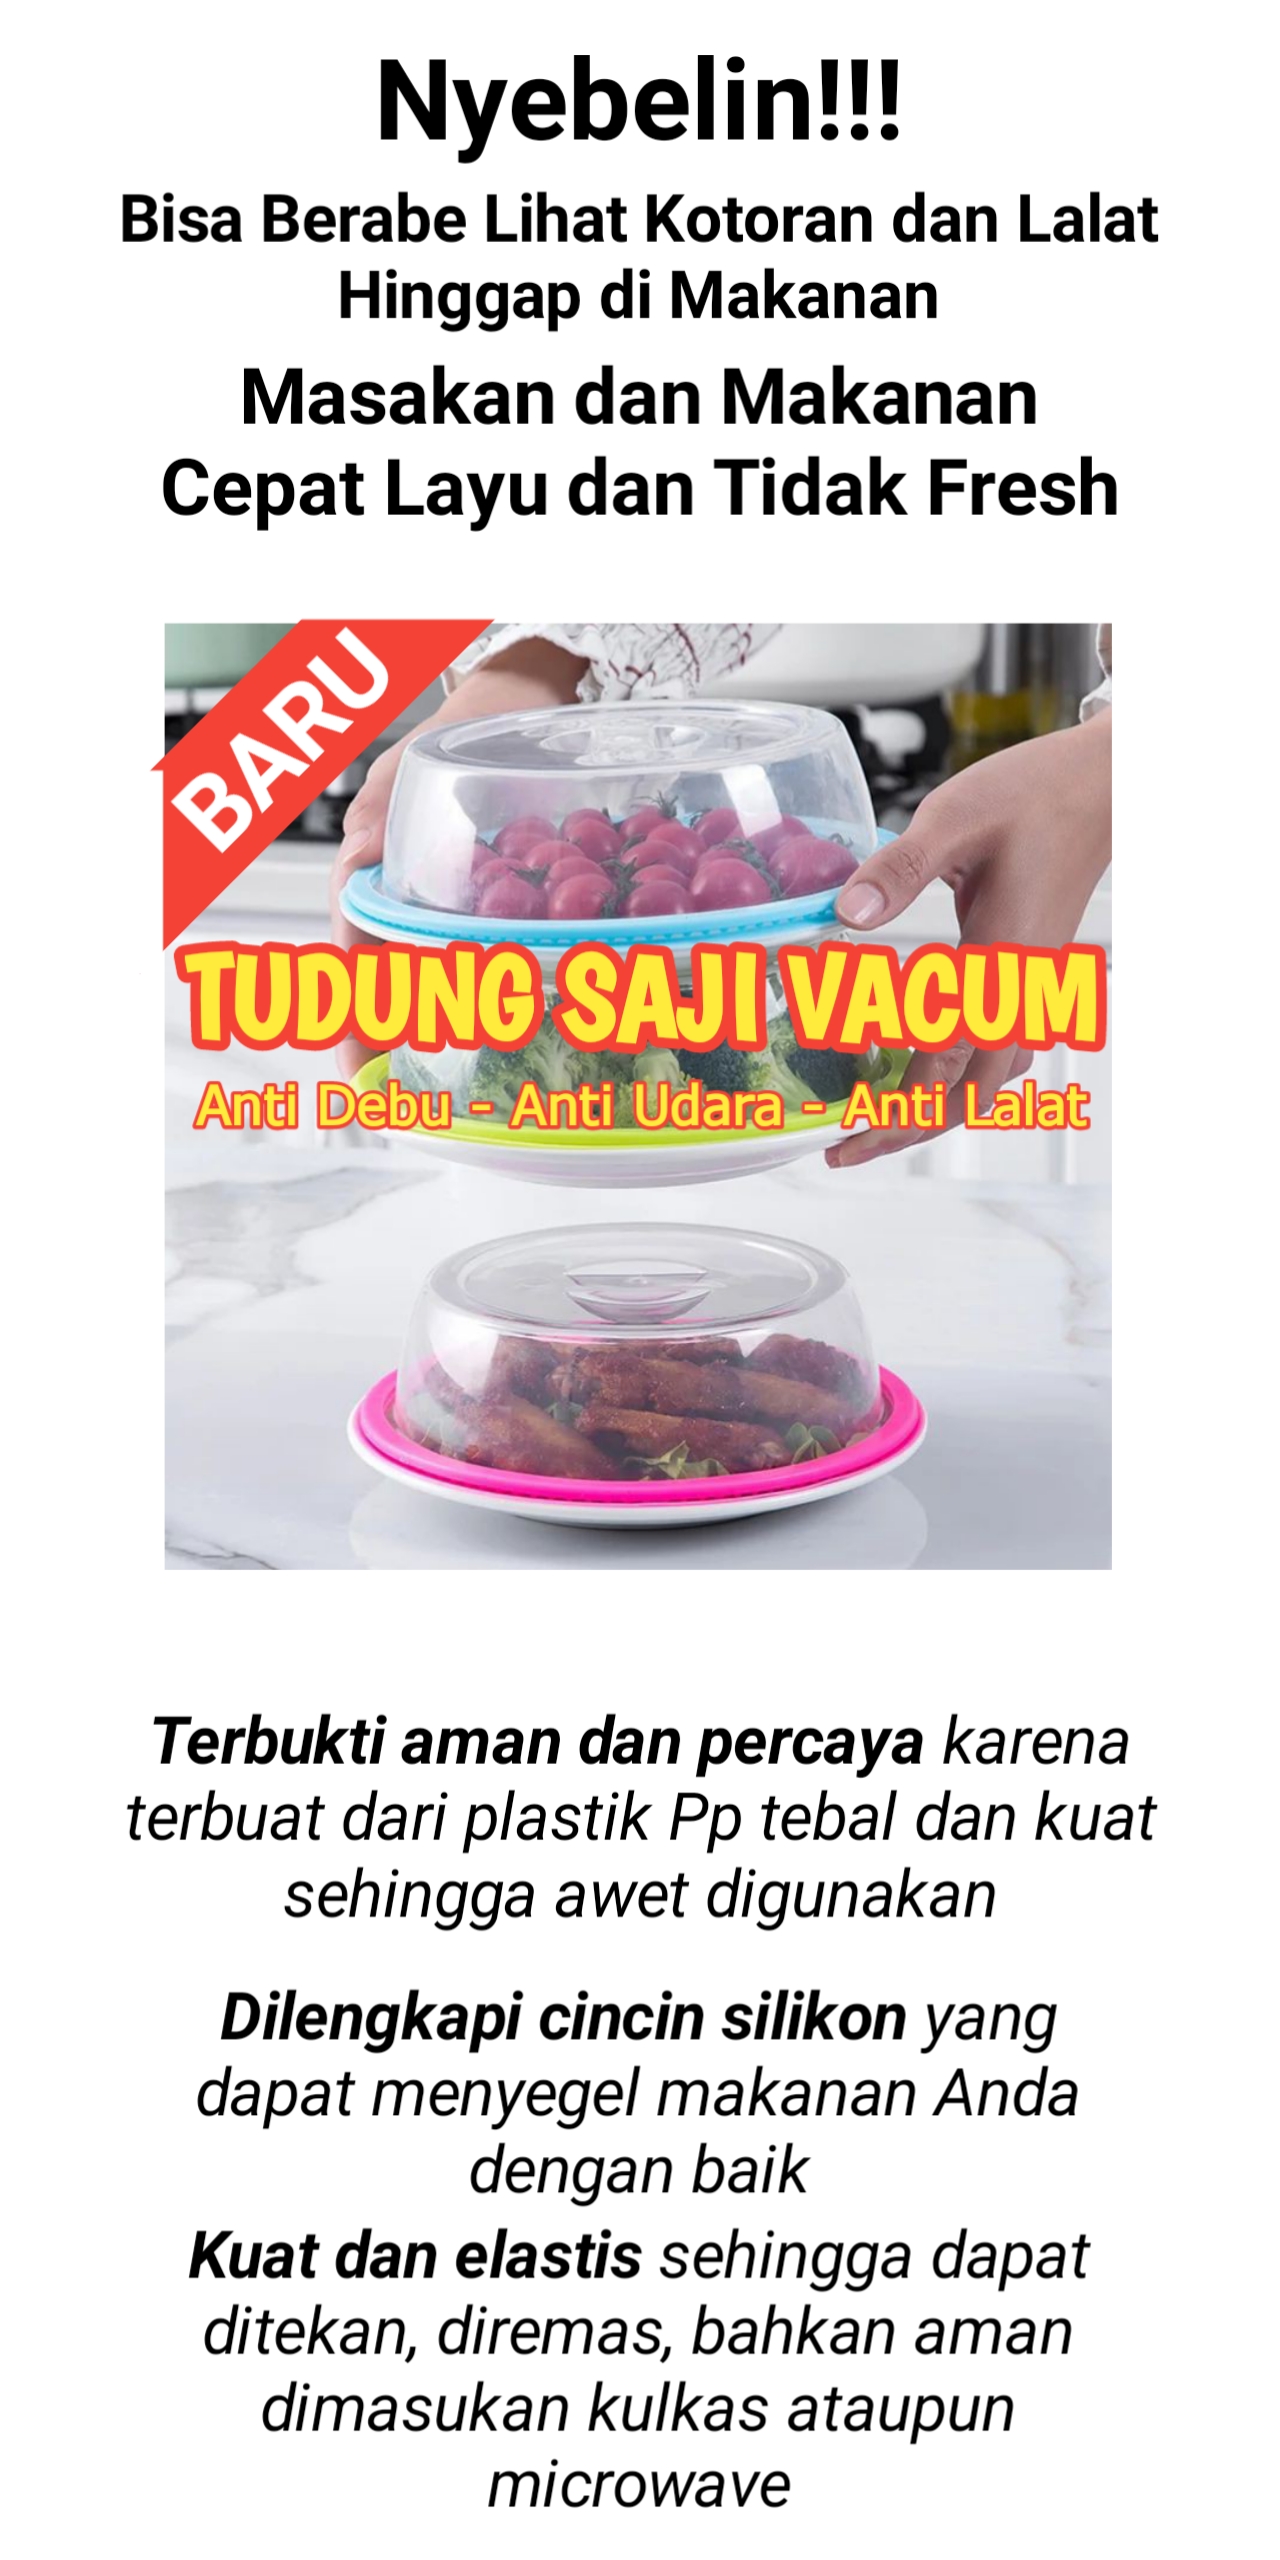 Nyebelin!!!
Bisa Berabe Lihat Kotoran dan Lalat
Hinggap di Makanan
Masakan dan Makanan
Cepat Layu dan Tidak Fresh
BARU
TUDUNG SAJI VACUM
Anti Debu - Anti Udara - Anti Lalat
Terbukti aman dan percaya karena
terbuat dari plastik Pp tebal dan kuat
sehingga awet digunakan
Dilengkapi cincin silikon yang
dapat menyegel makanan Anda
dengan baik
Kuat dan elastis sehingga dapat
ditekan, diremas, bahkan aman
dimasukan kulkas ataupun
microwave